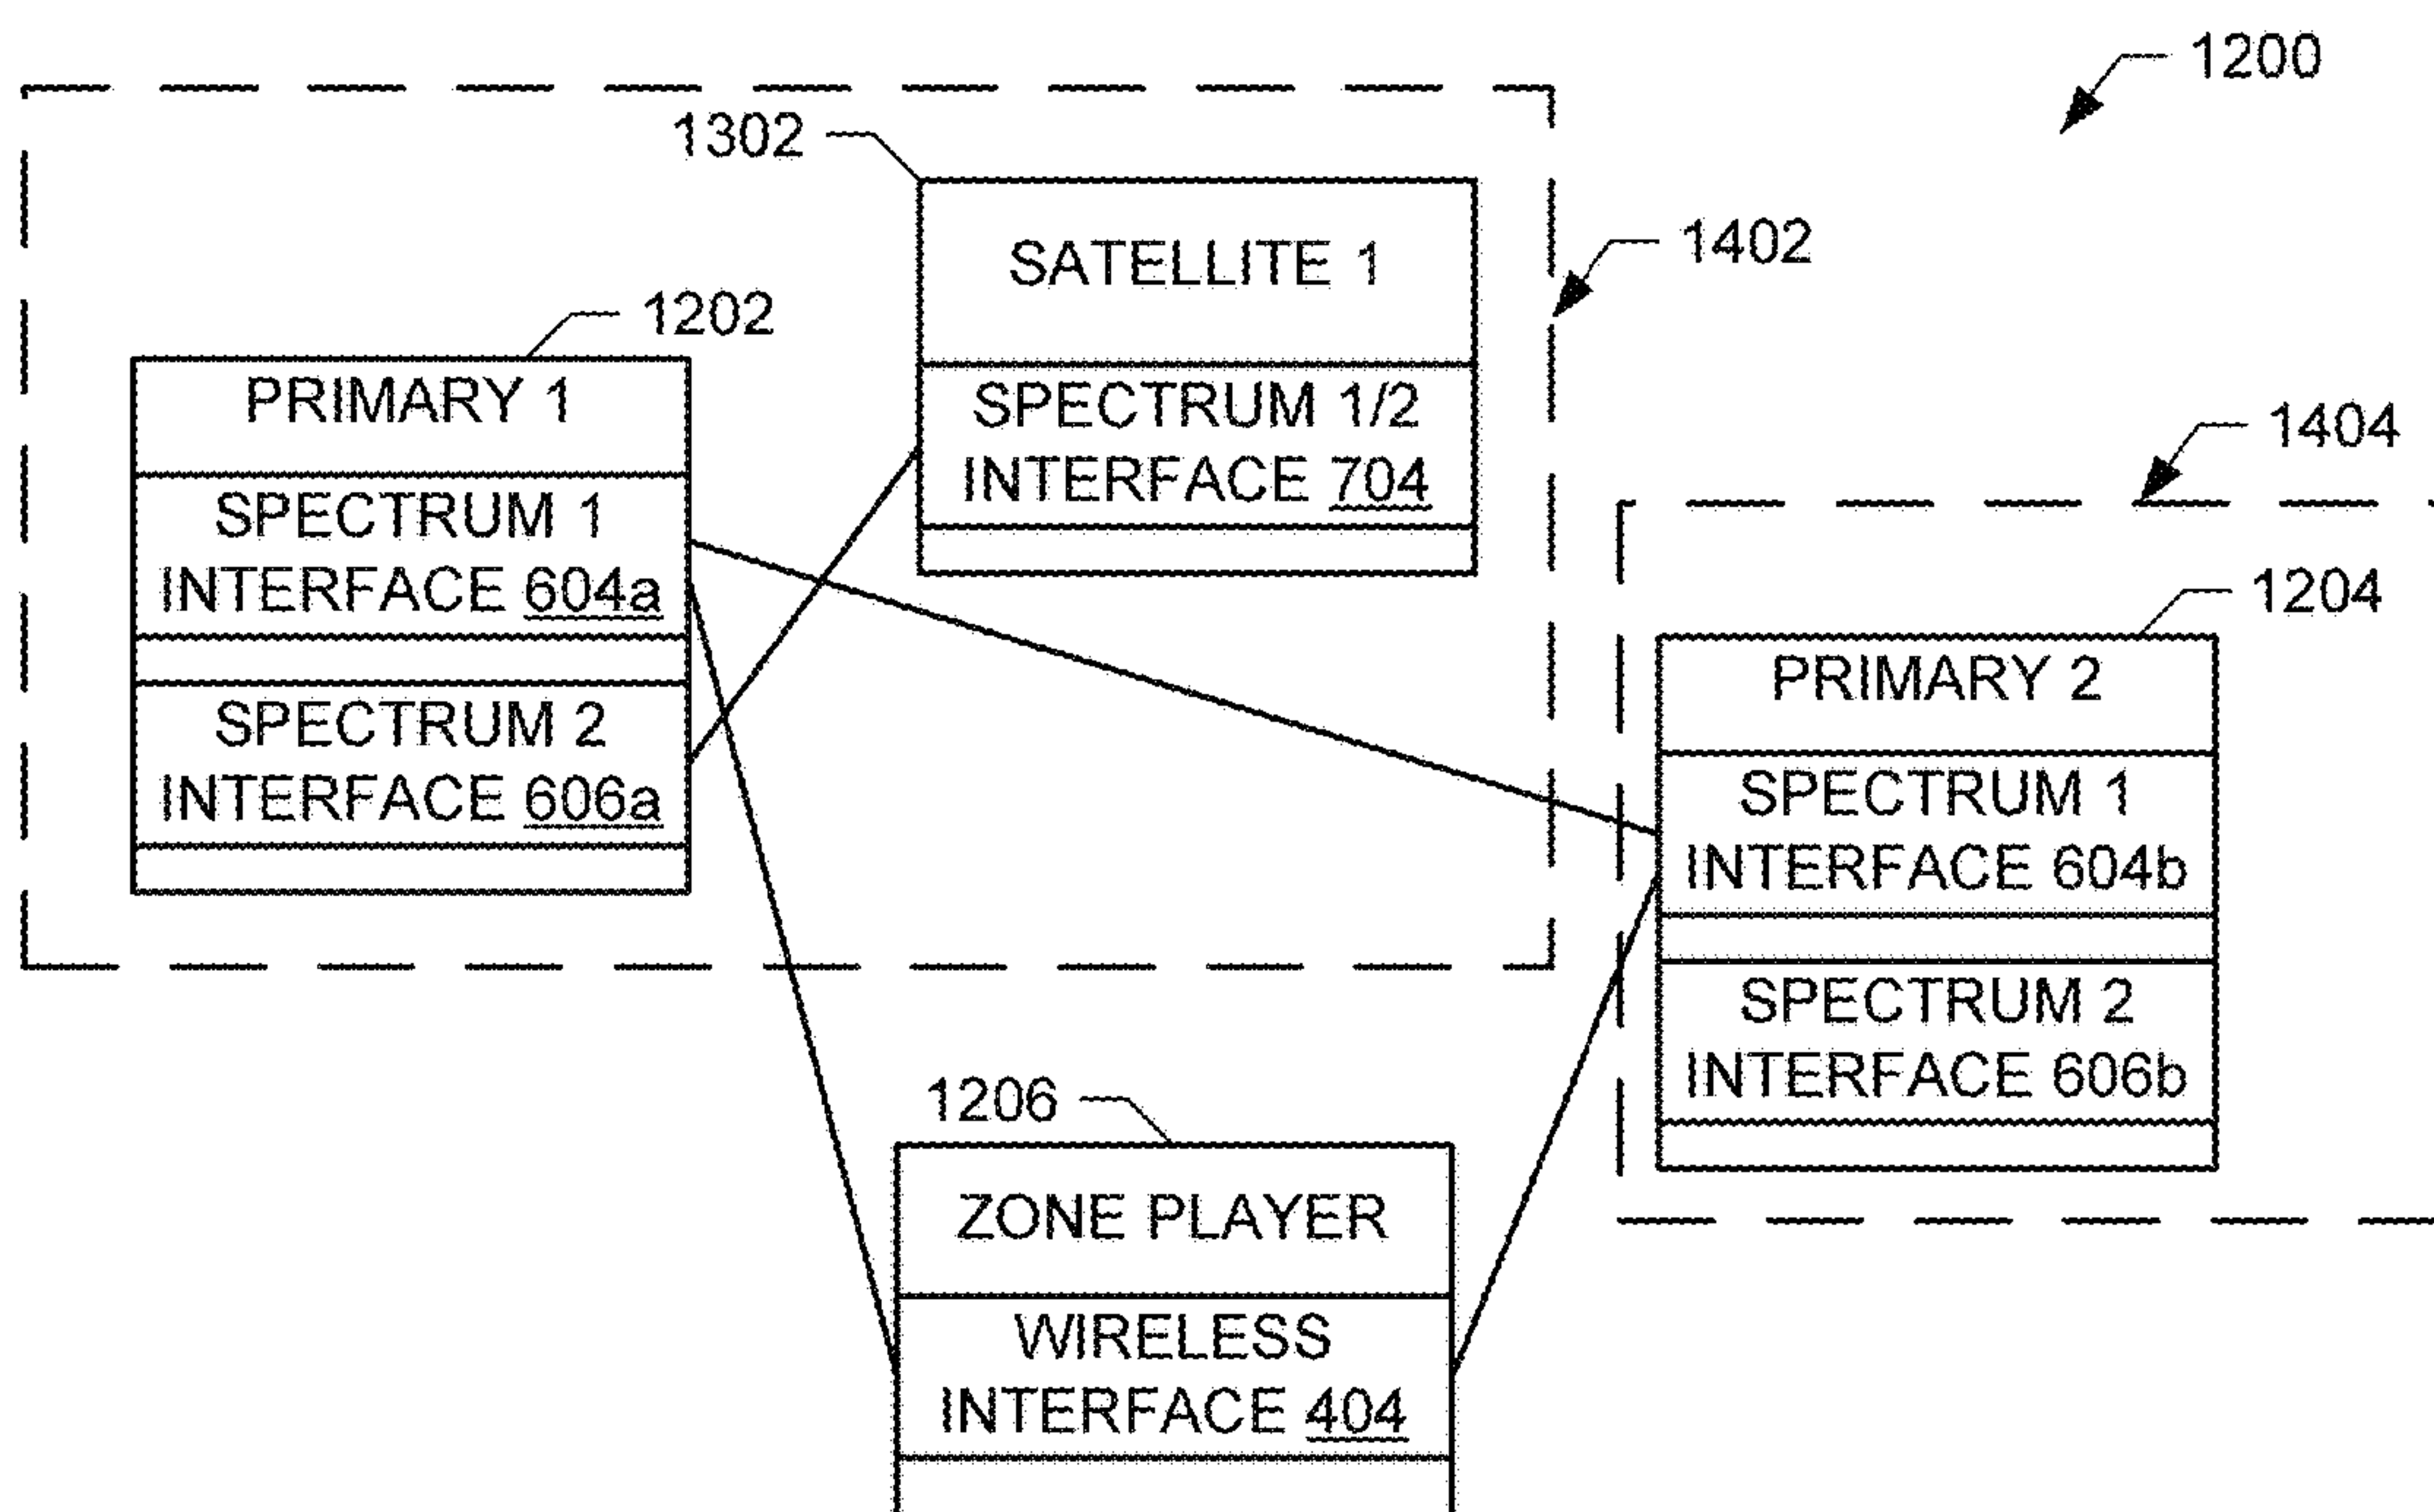 1200
1302
SATELLITE 1
SPECTRUM 1/2
INTERFACE 704
1402
1202
PRIMARY 1
SPECTRUM 1
INTERFACE 604a
SPECTRUM 2
INTERFACE 606a
1404
1204
PRIMARY 2
SPECTRUM 1
INTERFACE 604b
SPECTRUM 2
INTERFACE 606b
1206
ZONE PLAYER
WIRELESS
INTERFACE 404